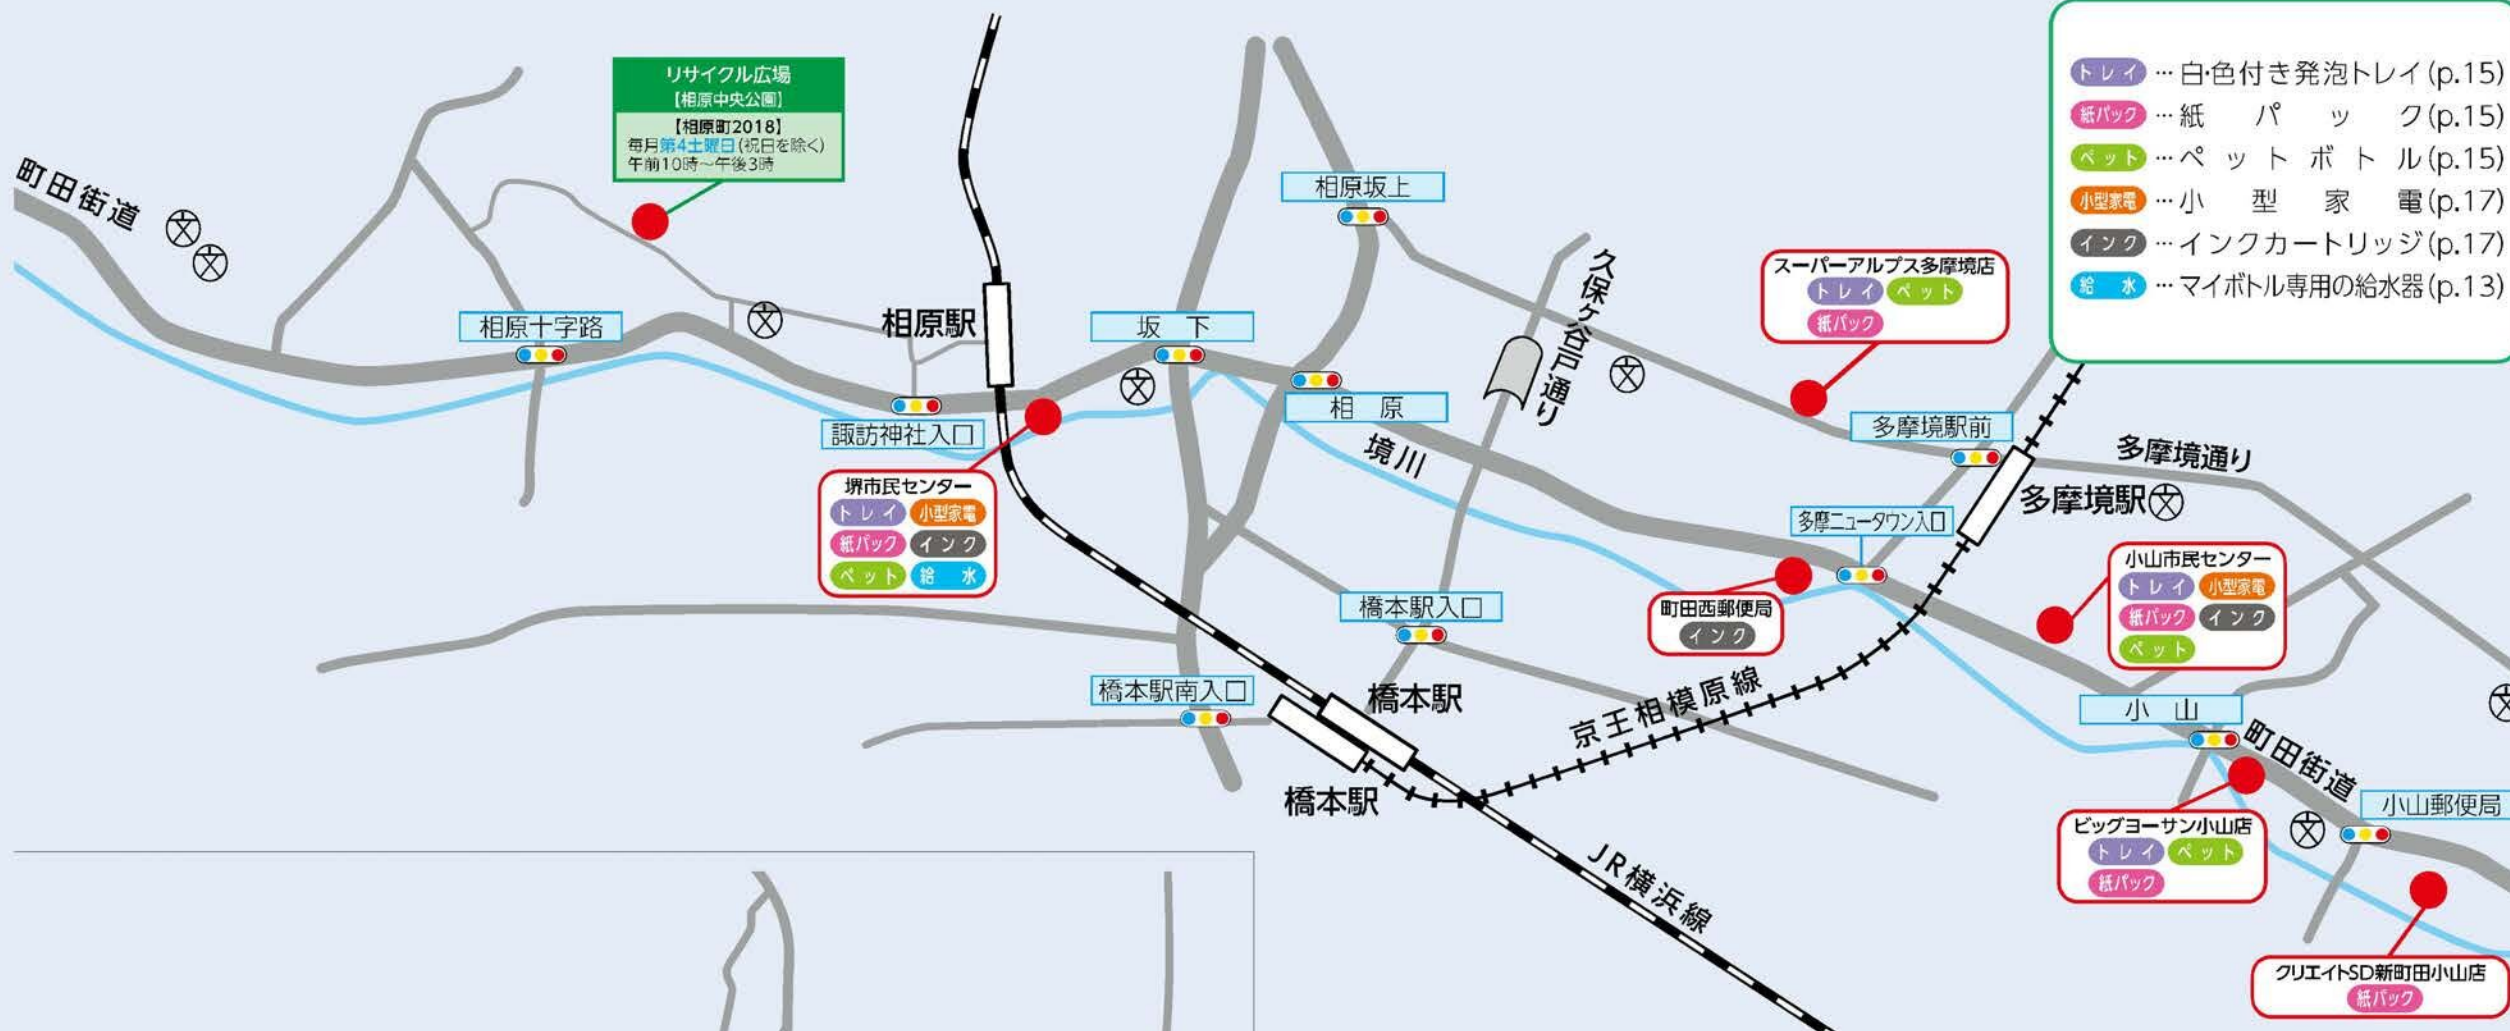 トレイ…白・色付き発泡トレイ(p.15)
紙パック…紙パック(p.15)
ペット…ペットボトル(p.15)
小型家電…小型家電(p.17)
インク…インクカートリッジ(p.17)
給水…マイボトル専用の給水器(p.13)
リサイクル広場
【相原中央公園】
【相原町2018】
毎月第4土曜日(祝日を除く)
午前10時～午後3時
町田街道
相原坂上
久保ヶ谷戸通り
スーパーアルプス多摩境店
トレイ ペット
紙パック
相原十字路
相原駅
坂下
相原
諏訪神社入口
境川
多摩境駅前
多摩境通り
多摩境駅
堺市民センター
トレイ 小型家電
紙パック インク
ペット 給水
多摩ニュータウン入口
町田西郵便局
インク
小山市民センター
トレイ 小型家電
紙パック インク
ペット
橋本駅入口
橋本駅南入口
橋本駅
橋本駅
京王相模原線
小山
町田街道
小山郵便局
ビッグヨーサン小山店
トレイ ペット
紙パック
JR横浜線
クリエイトSD新町田小山店
紙パック